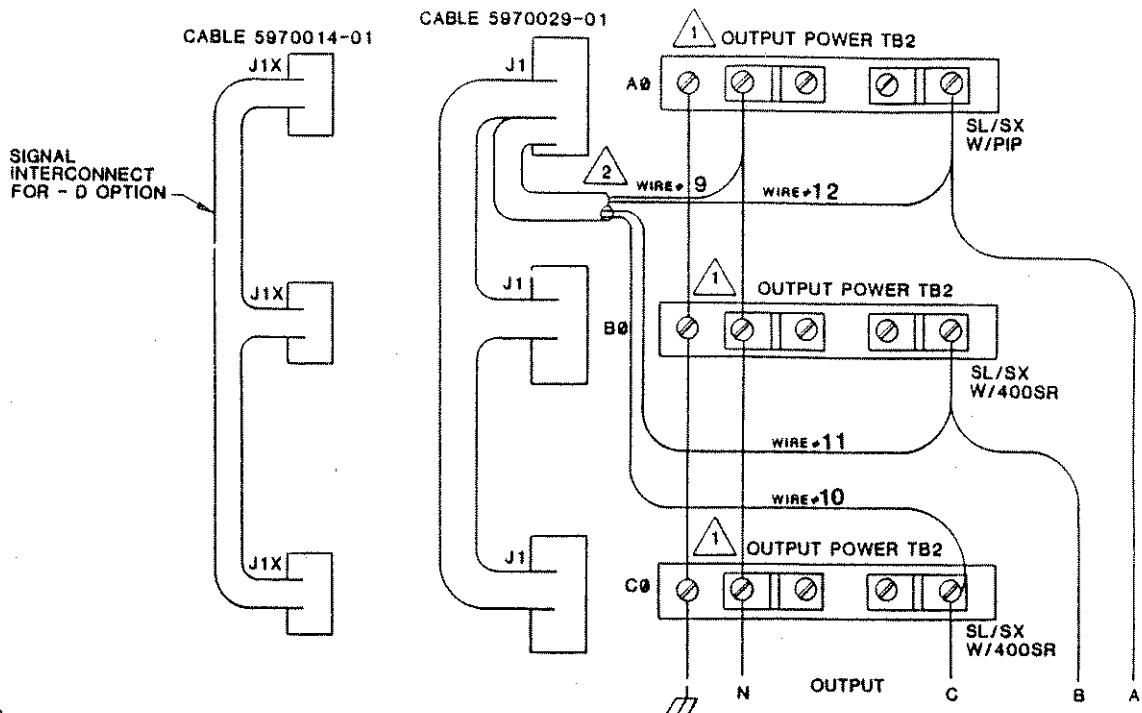 CABLE 5970014-01
CABLE 5970029-01
1
OUTPUT POWER TB2
J1X
J1
AØ
SL/SX
W/PIP
SIGNAL
INTERCONNECT
FOR - D OPTION
2
WIRE# 9
WIRE#12
J1X
J1
1
OUTPUT POWER TB2
BØ
SL/SX
W/400SR
WIRE#11
WIRE#10
J1X
J1
1
OUTPUT POWER TB2
CØ
SL/SX
W/400SR
N
OUTPUT
C
B
A